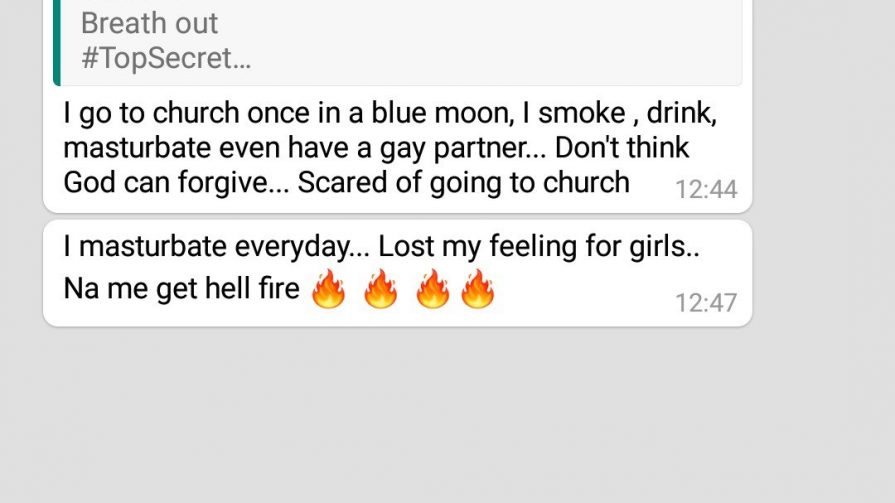 Breath out
#TopSecret...
I go to church once in a blue moon, I smoke , drink,
masturbate even have a gay partner... Don't think
God can forgive... Scared of going to church
12:44
I masturbate everyday... Lost my feeling for girls..
Na me get hell fire 🔥 🔥 🔥 🔥
12:47